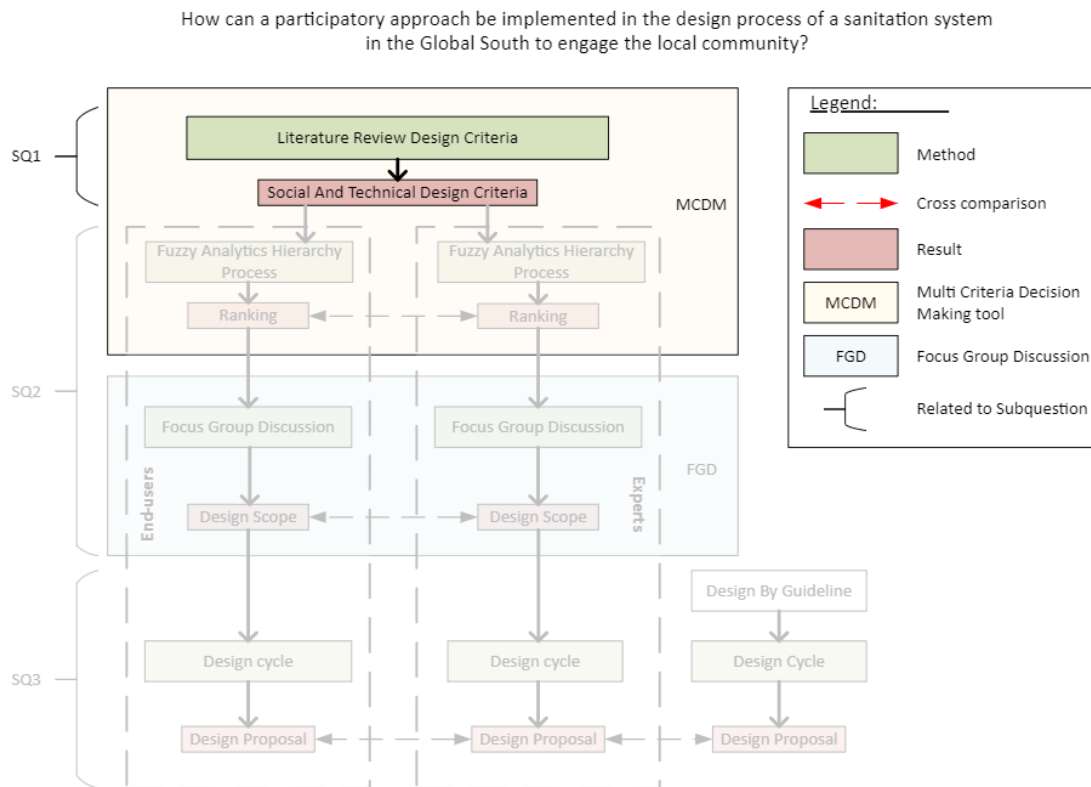 How can a participatory approach be implemented in the design process of a sanitation system
in the Global South to engage the local community?
SQ1
Literature Review Design Criteria
Social And Technical Design Criteria
MCDM
Fuzzy Analytics Hierarchy
Process
Fuzzy Analytics Hierarchy
Process
Ranking
Ranking
SQ2
Focus Group Discussion
Focus Group Discussion
End-users
Experts
FGD
Design Scope
Design Scope
Design By Guideline
SQ3
Design cycle
Design cycle
Design Cycle
Design Proposal
Design Proposal
Design Proposal
Legend:
Method
Cross comparison
Result
MCDM
Multi Criteria Decision
Making tool
FGD
Focus Group Discussion
Related to Subquestion